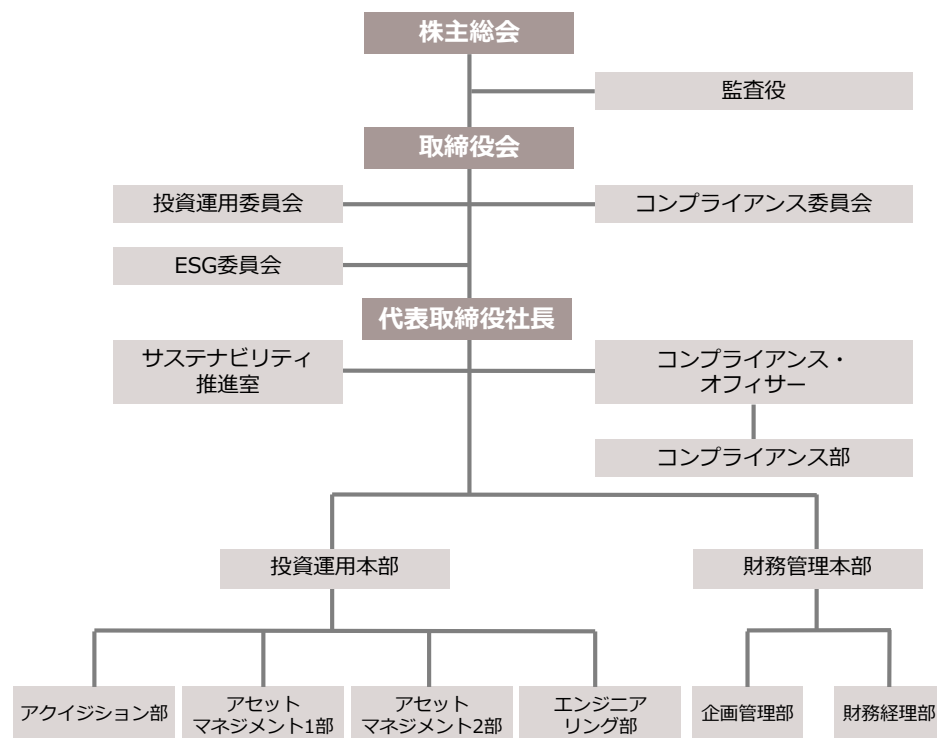 株主総会
監査役
取締役会
投資運用委員会
コンプライアンス委員会
ESG委員会
代表取締役社長
サステナビリティ
推進室
コンプライアンス・
オフィサー
コンプライアンス部
投資運用本部
財務管理本部
アクイジション部
アセット
マネジメント1部
アセット
マネジメント2部
エンジニア
リング部
企画管理部
財務経理部